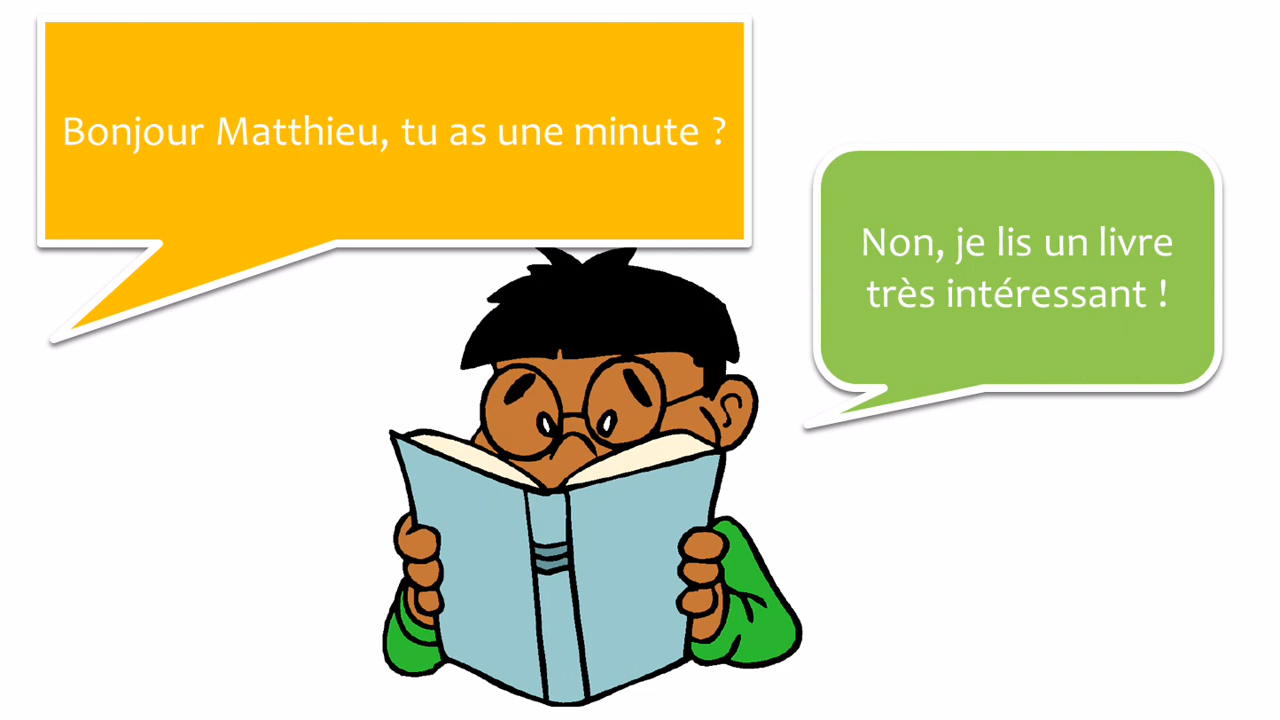 Bonjour Matthieu, tu as une minute ?
Non, je lis un livre
très intéressant !